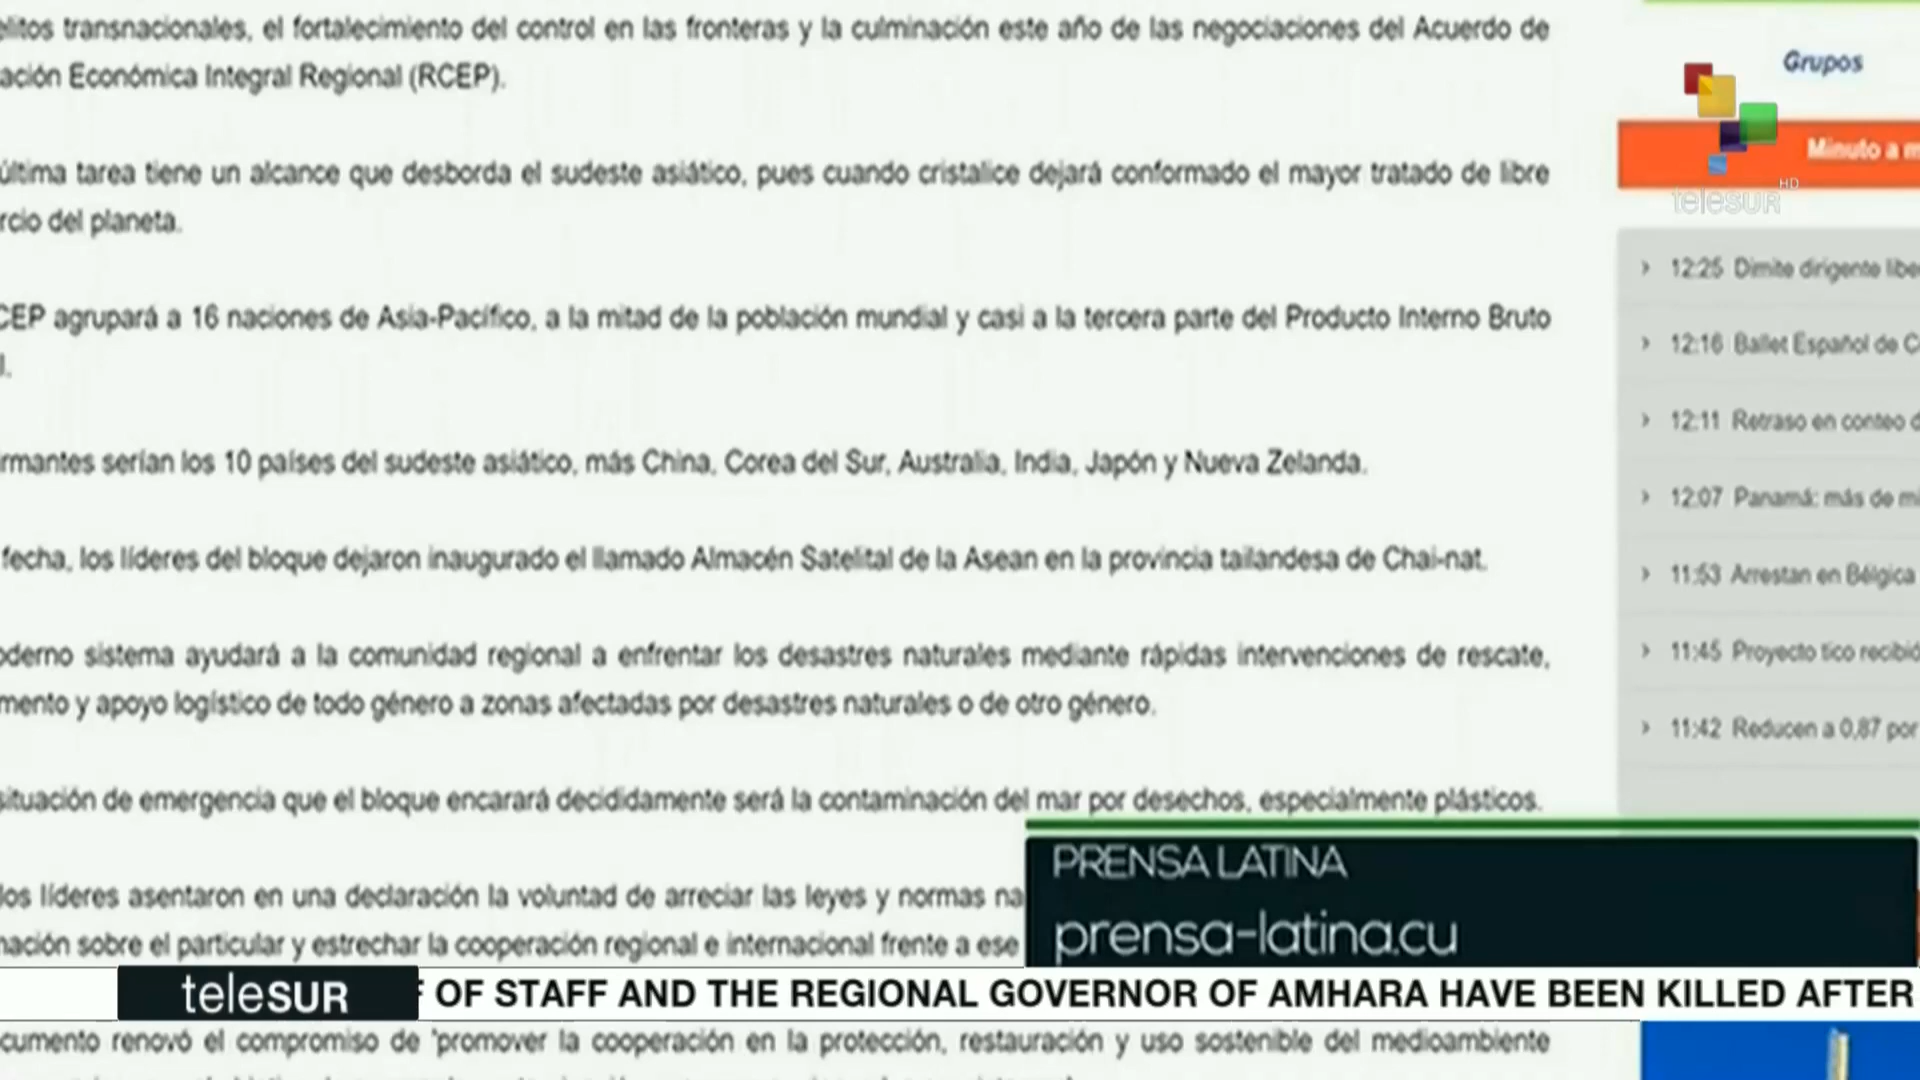 elitos transnacionales, el fortalecimiento del control en las fronteras y la culminación este año de las negociaciones del Acuerdo de
ación Económica Integral Regional (RCEP).
última tarea tiene un alcance que desborda el sudeste asiático, pues cuando cristalice dejará conformado el mayor tratado de libre
rcio del planeta.
CEP agrupará a 16 naciones de Asia-Pacífico, a la mitad de la población mundial y casi a la tercera parte del Producto Interno Bruto
l.
rmantes serían los 10 países del sudeste asiático, más China, Corea del Sur, Australia, India, Japón y Nueva Zelanda.
fecha, los líderes del bloque dejaron inaugurado el llamado Almacén Satelital de la Asean en la provincia tailandesa de Chai-nat.
oderno sistema ayudará a la comunidad regional a enfrentar los desastres naturales mediante rápidas intervenciones de rescate,
mento y apoyo logístico de todo género a zonas afectadas por desastres naturales o de otro género.
situación de emergencia que el bloque encarará decididamente será la contaminación del mar por desechos, especialmente plásticos.
los líderes asentaron en una declaración la voluntad de arreciar las leyes y normas na
nación sobre el particular y estrechar la cooperación regional e internacional frente a ese
cumento renovó el compromiso de "promover la cooperación en la protección, restauración y uso sostenible del medioambiente
Grupos
Minuto a m
teleSUR HD
› 12:25 Dimite dirigente libe
› 12:16 Ballet Español de C
› 12:11 Retraso en conteo d
› 12:07 Panamá: más de mi
› 11:53 Arrestan en Bélgica
› 11:45 Proyecto tico recibió
› 11:42 Reducen a 0,87 por
PRENSA LATINA
prensa-latina.cu
teleSUR
F OF STAFF AND THE REGIONAL GOVERNOR OF AMHARA HAVE BEEN KILLED AFTER